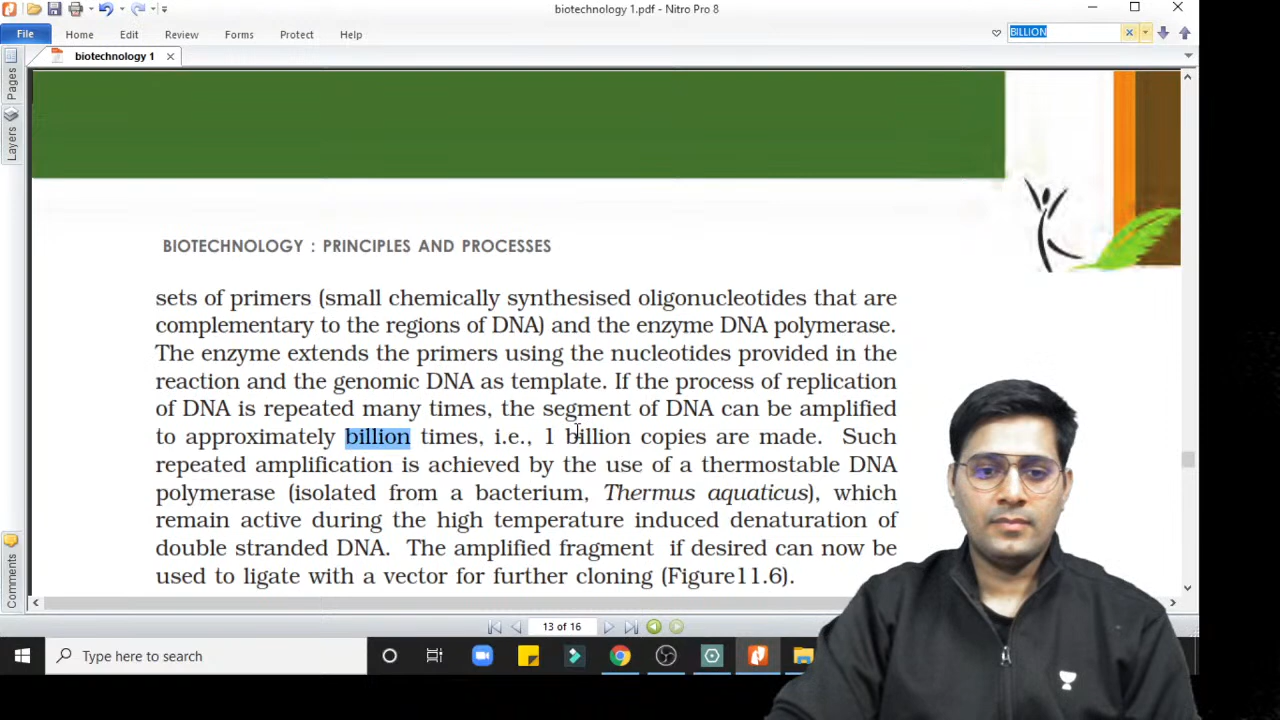 biotechnology 1.pdf - Nitro Pro 8
File Home Edit Review Forms Protect Help
BILLION
biotechnology 1
Pages
Layers
Comments
BIOTECHNOLOGY : PRINCIPLES AND PROCESSES
sets of primers (small chemically synthesised oligonucleotides that are
complementary to the regions of DNA) and the enzyme DNA polymerase.
The enzyme extends the primers using the nucleotides provided in the
reaction and the genomic DNA as template. If the process of replication
of DNA is repeated many times, the segment of DNA can be amplified
to approximately billion times, i.e., 1 billion copies are made. Such
repeated amplification is achieved by the use of a thermostable DNA
polymerase (isolated from a bacterium, Thermus aquaticus), which
remain active during the high temperature induced denaturation of
double stranded DNA. The amplified fragment if desired can now be
used to ligate with a vector for further cloning (Figure11.6).
13 of 16
Type here to search